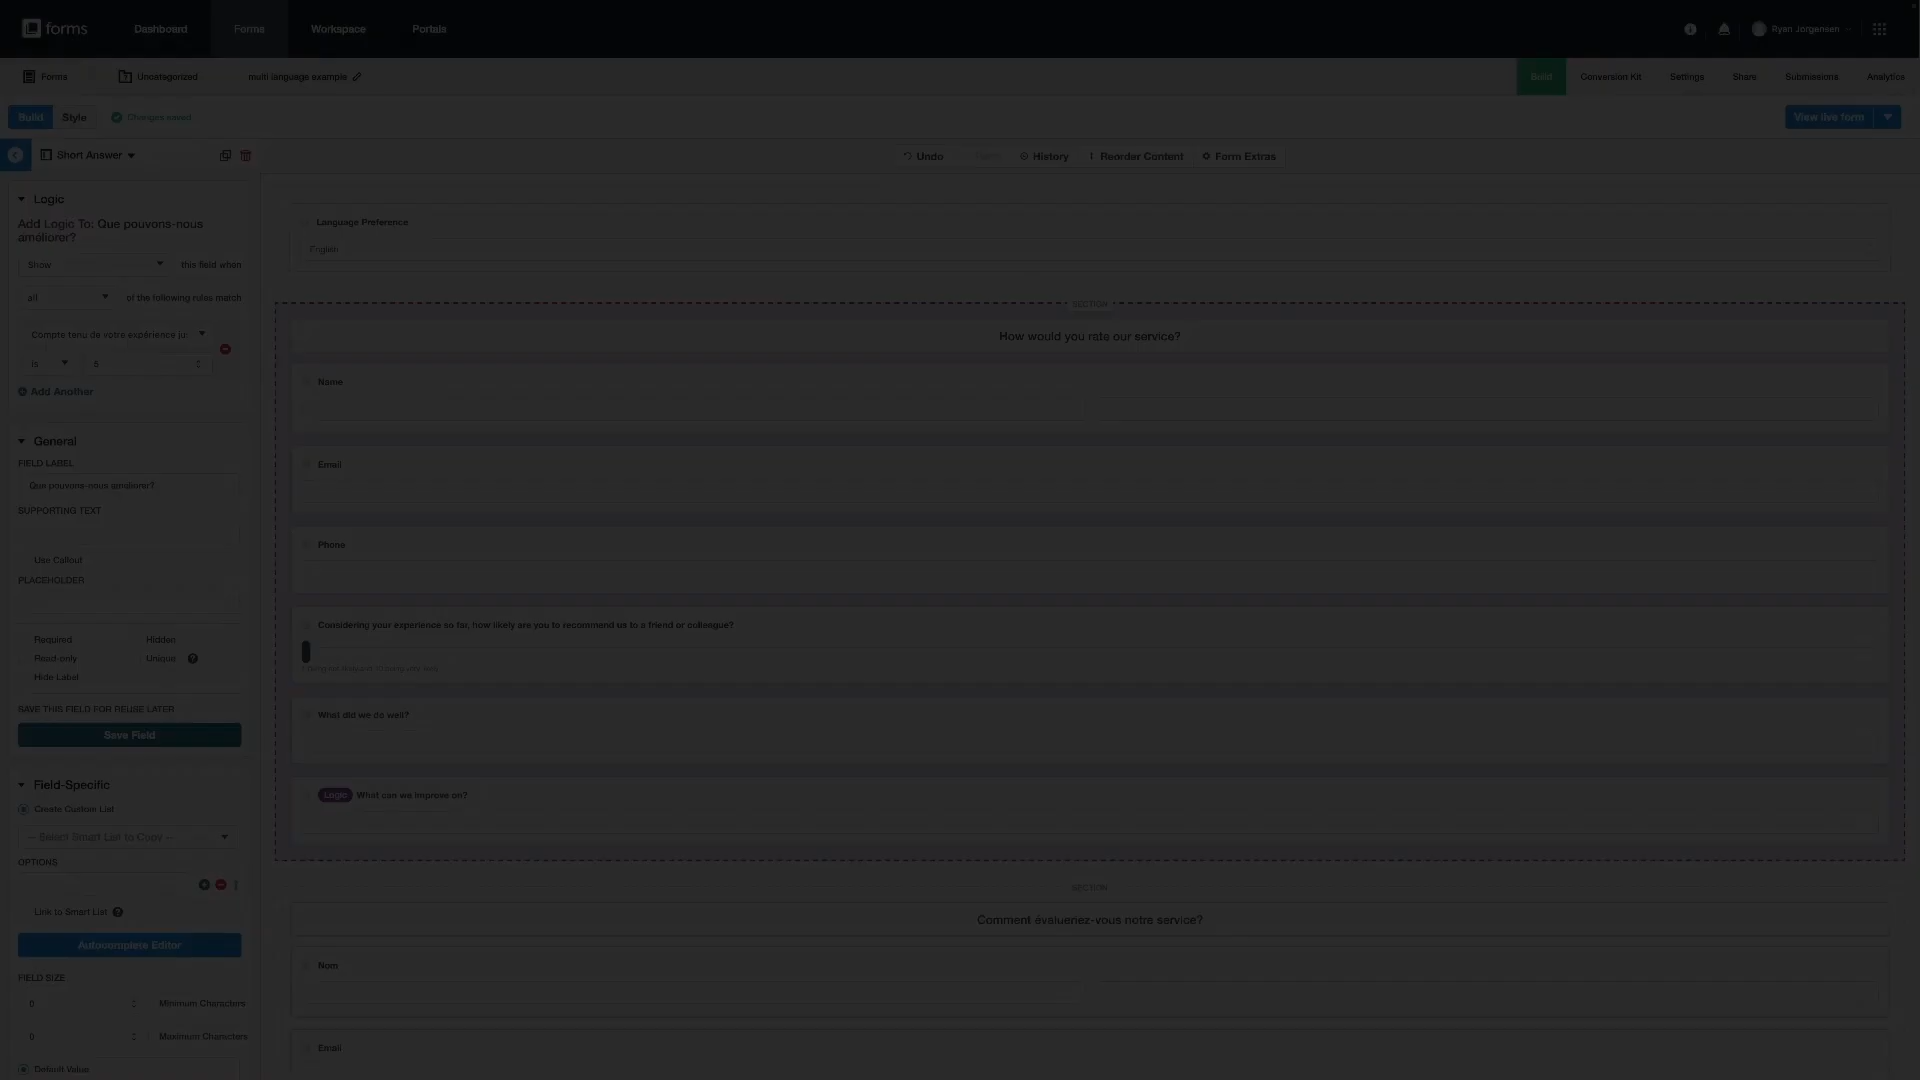 forms
Dashboard
Forms
Workspace
Portals
Ryan Jorgensen
Forms
Uncategorized
multi language example
Build
Conversion Kit
Settings
Share
Submissions
Analytics
Build
Style
Changes saved
View live form
Short Answer
Undo
History
Reorder Content
Form Extras
Logic
Add Logic To: Que pouvons-nous
améliorer?
Show
this field when
all
of the following rules match
Compte tenu de votre expérience ju:
is
5
Add Another
General
FIELD LABEL
Que pouvons-nous améliorer?
SUPPORTING TEXT
Use Callout
PLACEHOLDER
Required
Hidden
Read-only
Unique
Hide Label
SAVE THIS FIELD FOR REUSE LATER
Save Field
Field-Specific
Create Custom List
-- Select Smart List to Copy --
OPTIONS
Link to Smart List
Autocomplete Editor
FIELD SIZE
0
Minimum Characters
0
Maximum Characters
Default Value
Language Preference
English
SECTION
How would you rate our service?
Name
Email
Phone
Considering your experience so far, how likely are you to recommend us to a friend or colleague?
What did we do well?
Logic What can we improve on?
SECTION
Comment évalueriez-vous notre service?
Nom
Email